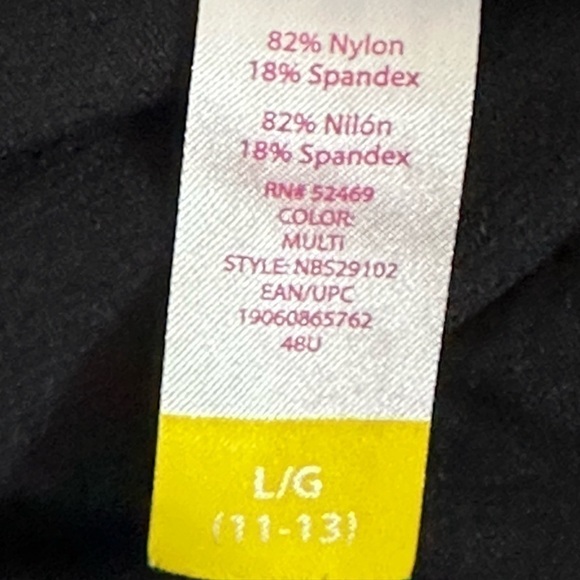 82% Nylon
18% Spandex
82% Nilón
18% Spandex
RN# 52469
COLOR:
MULTI
STYLE: NBS29102
EAN/UPC
19060865762
48U
L/G
(11-13)